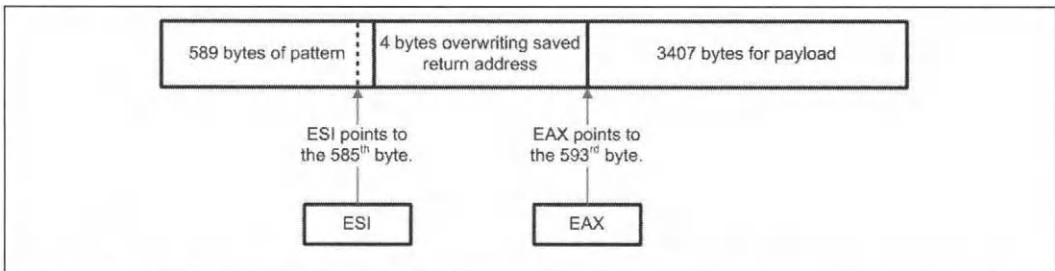 589 bytes of pattern
4 bytes overwriting saved
return address
3407 bytes for payload
ESI points to
the 585th byte.
EAX points to
the 593rd byte.
ESI
EAX